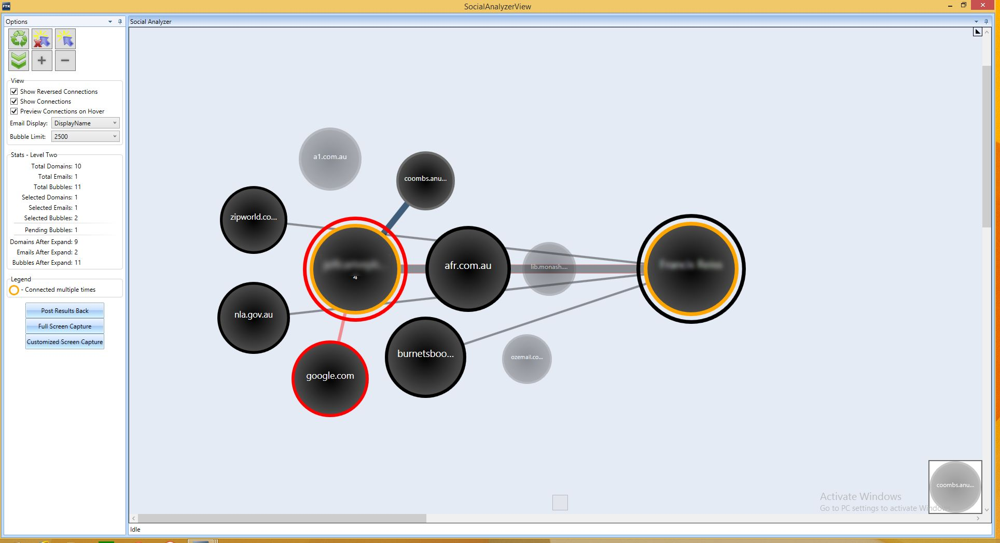 FTK
SocialAnalyzerView
Options
Social Analyzer
View
Show Reversed Connections
Show Connections
Preview Connections on Hover
Email Display: DisplayName
Bubble Limit: 2500
Stats - Level Two
Total Domains: 10
Total Emails: 1
Total Bubbles: 11
Selected Domains: 1
Selected Emails: 1
Selected Bubbles: 2
Pending Bubbles: 1
Domains After Expand: 9
Emails After Expand: 2
Bubbles After Expand: 11
Legend
- Connected multiple times
Post Results Back
Full Screen Capture
Customized Screen Capture
a1.com.au
coombs.anu...
zipworld.co...
4
afr.com.au
lib.monash....
nla.gov.au
burnetsboo...
ozemail.co...
google.com
coombs.anu...
Activate Windows
Go to PC settings to activate Windows.
Idle